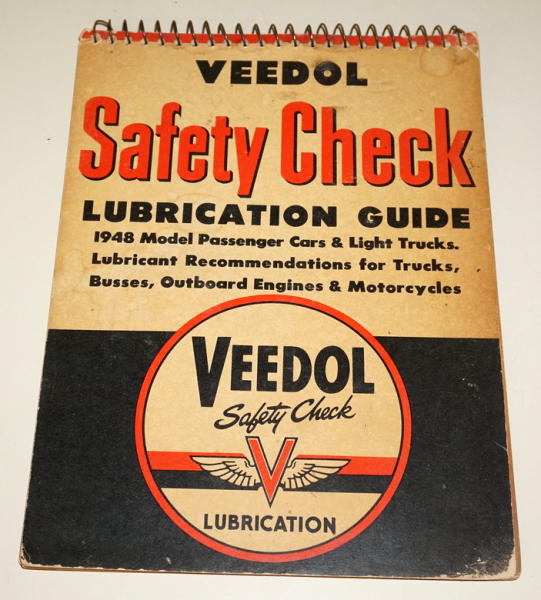 VEEDOL
Safety Check
LUBRICATION GUIDE
1948 Model Passenger Cars & Light Trucks.
Lubricant Recommendations for Trucks,
Busses, Outboard Engines & Motorcycles
VEEDOL
Safety Check
V
LUBRICATION